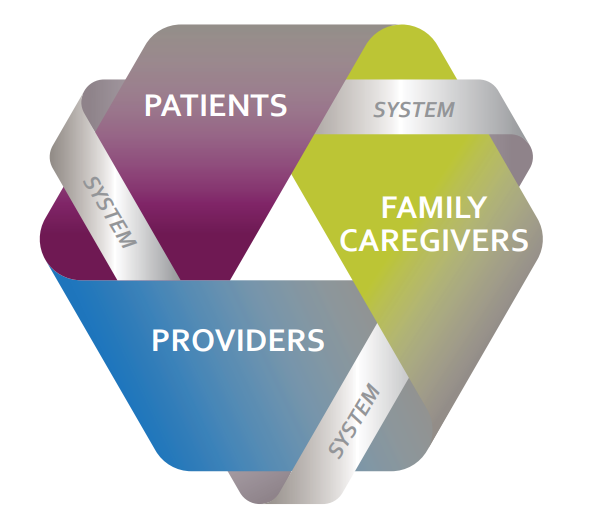 PATIENTS
SYSTEM
SYSTEM
FAMILY
CAREGIVERS
PROVIDERS
SYSTEM